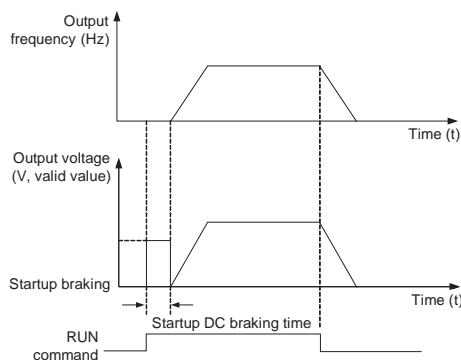 Output
frequency (Hz)
Time (t)
Output voltage
(V, valid value)
Startup braking
Time (t)
Startup DC braking time
RUN
command